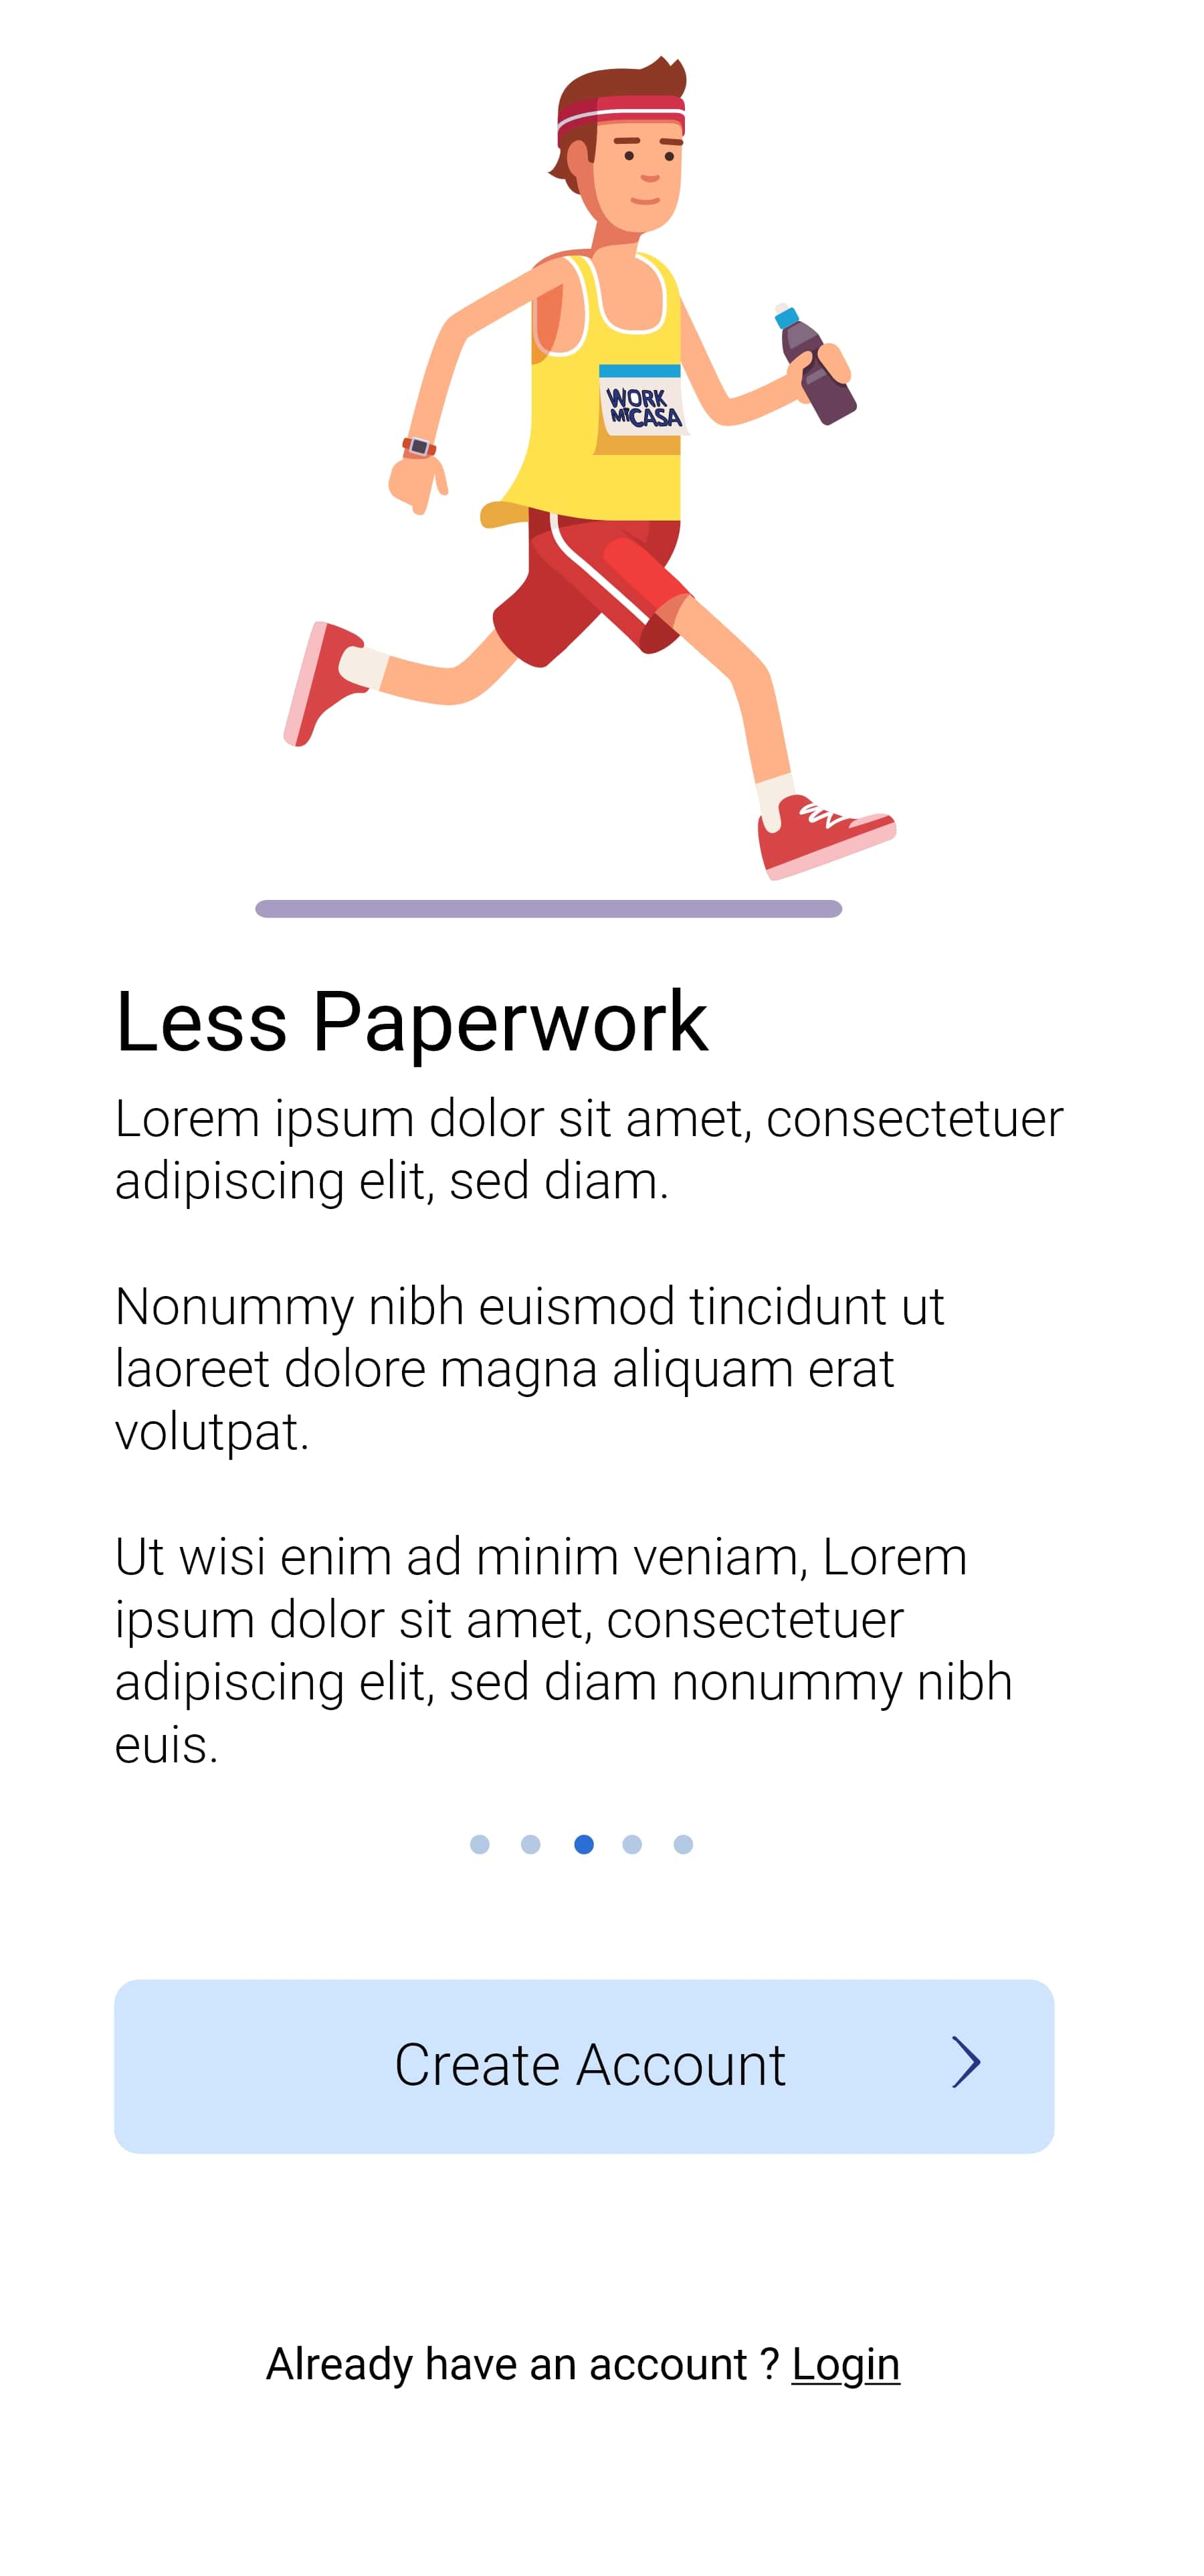 WORK
MI CASA
Less Paperwork
Lorem ipsum dolor sit amet, consectetuer
adipiscing elit, sed diam.
Nonummy nibh euismod tincidunt ut
laoreet dolore magna aliquam erat
volutpat.
Ut wisi enim ad minim veniam, Lorem
ipsum dolor sit amet, consectetuer
adipiscing elit, sed diam nonummy nibh
euis.
Create Account
Already have an account ? Login